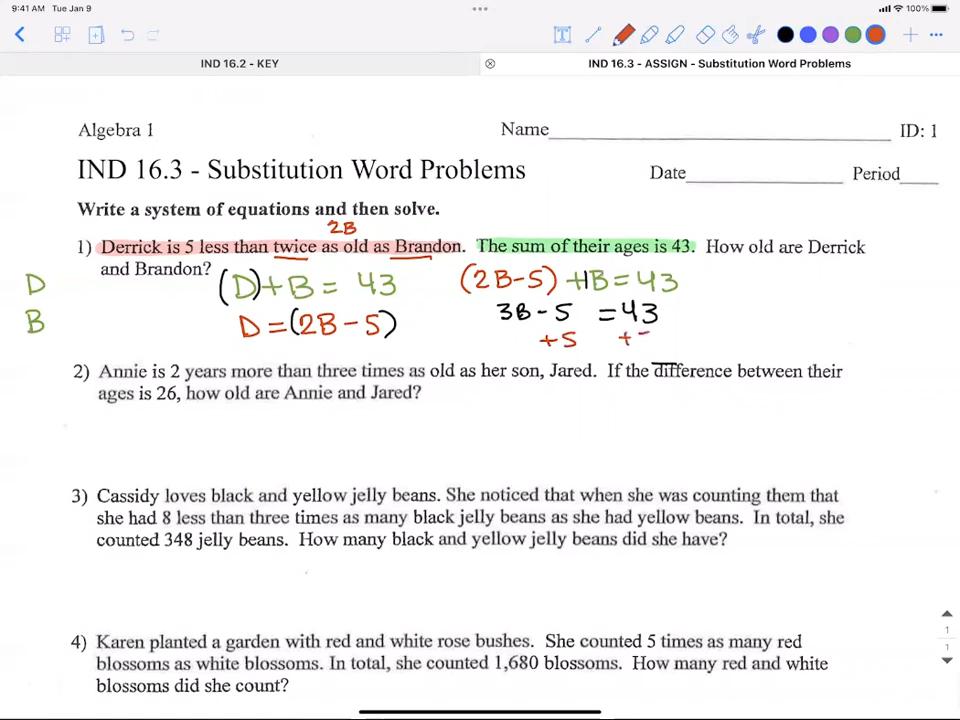 9:41 AM Tue Jan 9
100%
IND 16.2 - KEY
IND 16.3 - ASSIGN - Substitution Word Problems
Algebra 1
Name_____ ID: 1
IND 16.3 - Substitution Word Problems
Date_____ Period_____
Write a system of equations and then solve.
2B
1) Derrick is 5 less than twice as old as Brandon. The sum of their ages is 43. How old are Derrick
and Brandon?
D
(D)+B = 43
(2B-5) +1B = 43
B
D = (2B - 5)
3B - 5 = 43
+5 +
2) Annie is 2 years more than three times as old as her son, Jared. If the difference between their
ages is 26, how old are Annie and Jared?
3) Cassidy loves black and yellow jelly beans. She noticed that when she was counting them that
she had 8 less than three times as many black jelly beans as she had yellow beans. In total, she
counted 348 jelly beans. How many black and yellow jelly beans did she have?
4) Karen planted a garden with red and white rose bushes. She counted 5 times as many red
blossoms as white blossoms. In total, she counted 1,680 blossoms. How many red and white
blossoms did she count?
1
1